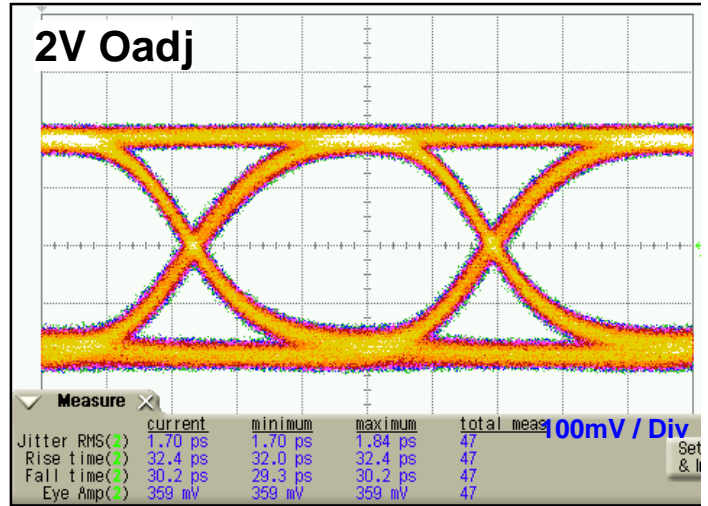 2V Oadj
Measure
current minimum maximum total meas
100mV / Div
Jitter RMS(2) 1.70 ps 1.70 ps 1.84 ps 47
Rise time(2) 32.4 ps 32.0 ps 32.4 ps 47
Fall time(2) 30.2 ps 29.3 ps 30.2 ps 47
Eye Amp(2) 359 mV 359 mV 359 mV 47
Set
& I